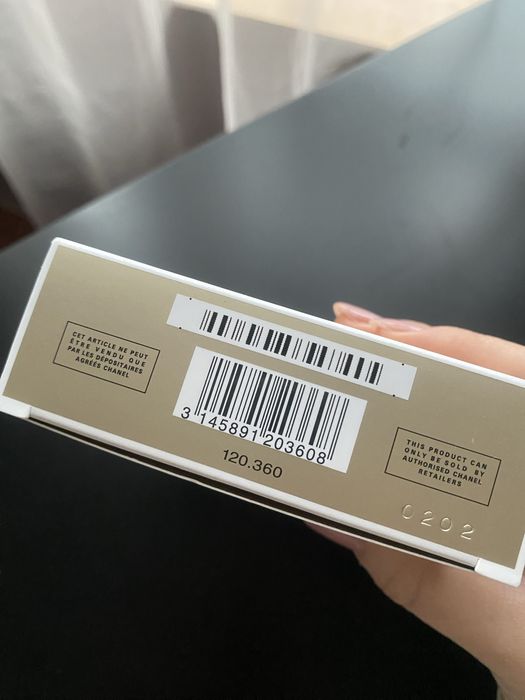 CET ARTICLE NE PEUT
ÊTRE VENDU QUE
PAR LES DÉPOSITAIRES
AGRÉÉS CHANEL
3 145891 203608
120.360
THIS PRODUCT CAN
ONLY BE SOLD BY
AUTHORISED CHANEL
RETAILERS
0202